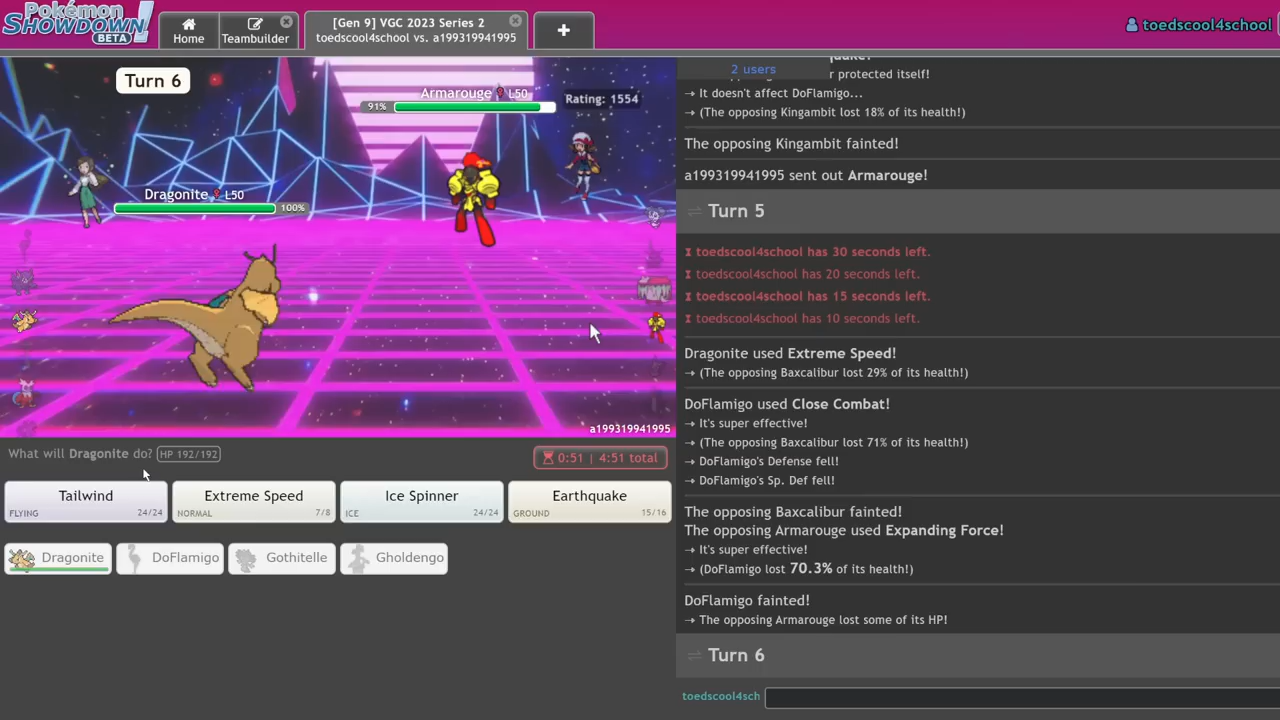 Pokémon
SHOWDOWN!
BETA
Home
Teambuilder
[Gen 9] VGC 2023 Series 2
toedscool4school vs. a199319941995
toedscool4school
Turn 6
Armarouge L50
91%
Rating: 1554
Dragonite L50
100%
a199319941995
What will Dragonite do? HP 192/192
0:51 | 4:51 total
Tailwind
FLYING 24/24
Extreme Speed
NORMAL 7/8
Ice Spinner
ICE 24/24
Earthquake
GROUND 15/16
Dragonite
DoFlamigo
Gothitelle
Gholdengo
2 users
r protected itself!
It doesn't affect DoFlamigo...
(The opposing Kingambit lost 18% of its health!)
The opposing Kingambit fainted!
a199319941995 sent out Armarouge!
Turn 5
toedscool4school has 30 seconds left.
toedscool4school has 20 seconds left.
toedscool4school has 15 seconds left.
toedscool4school has 10 seconds left.
Dragonite used Extreme Speed!
(The opposing Baxcalibur lost 29% of its health!)
DoFlamigo used Close Combat!
It's super effective!
(The opposing Baxcalibur lost 71% of its health!)
DoFlamigo's Defense fell!
DoFlamigo's Sp. Def fell!
The opposing Baxcalibur fainted!
The opposing Armarouge used Expanding Force!
It's super effective!
(DoFlamigo lost 70.3% of its health!)
DoFlamigo fainted!
The opposing Armarouge lost some of its HP!
Turn 6
toedscool4sch